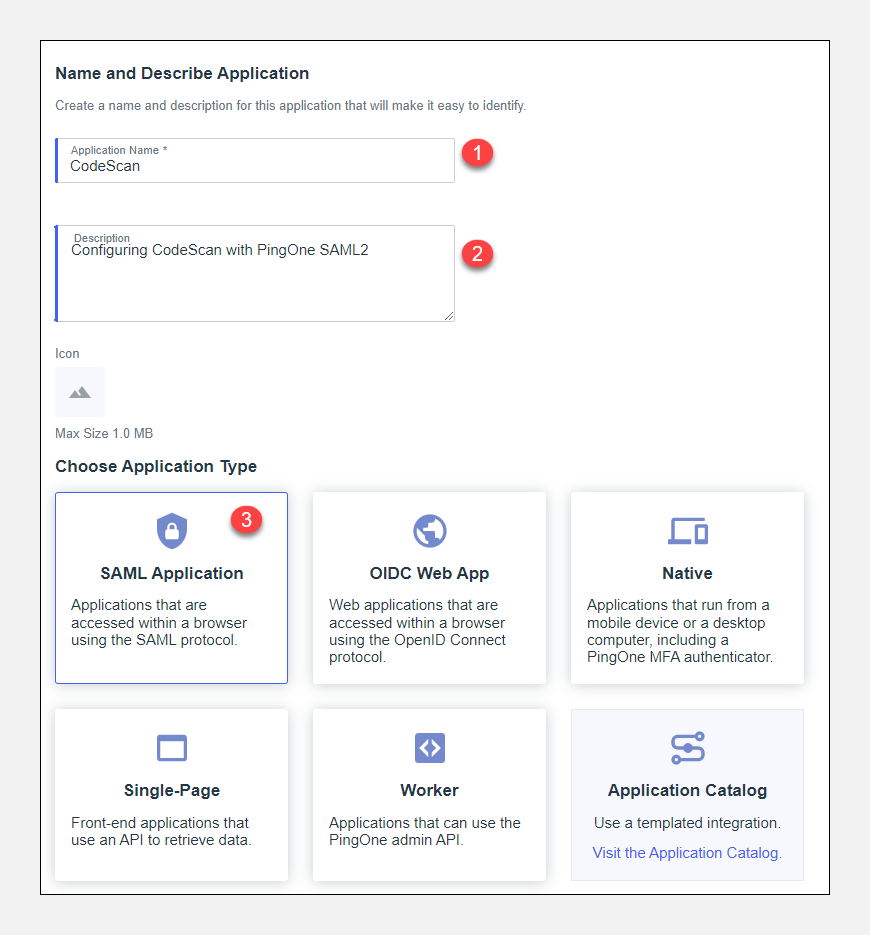 Name and Describe Application
Create a name and description for this application that will make it easy to identify.
Application Name *
CodeScan
1
Description
Configuring CodeScan with PingOne SAML2
2
Icon
Max Size 1.0 MB
Choose Application Type
3
SAML Application
Applications that are
accessed within a browser
using the SAML protocol.
OIDC Web App
Web applications that are
accessed within a browser
using the OpenID Connect
protocol.
Native
Applications that run from a
mobile device or a desktop
computer, including a
PingOne MFA authenticator.
Single-Page
Front-end applications that
use an API to retrieve data.
Worker
Applications that can use the
PingOne admin API.
Application Catalog
Use a templated integration.
Visit the Application Catalog.